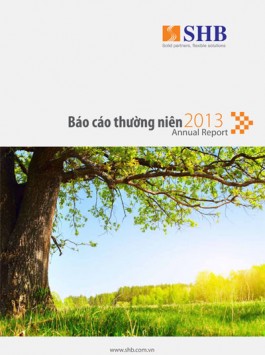 SHB
Solid partners, flexible solutions
Báo cáo thường niên 2013
Annual Report
www.shb.com.vn